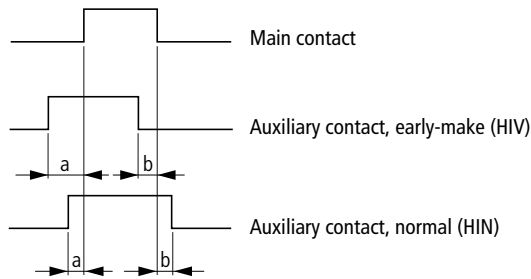 Main contact
Auxiliary contact, early-make (HIV)
a b
Auxiliary contact, normal (HIN)
a b